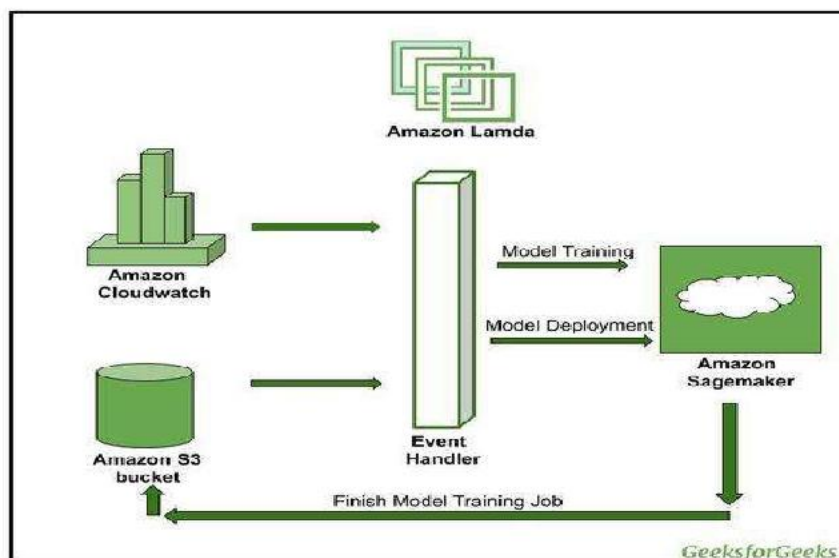 Amazon Lamda
Amazon
Cloudwatch
Model Training
Model Deployment
Amazon
Sagemaker
Amazon S3
bucket
Event
Handler
Finish Model Training Job
GeeksforGeeks